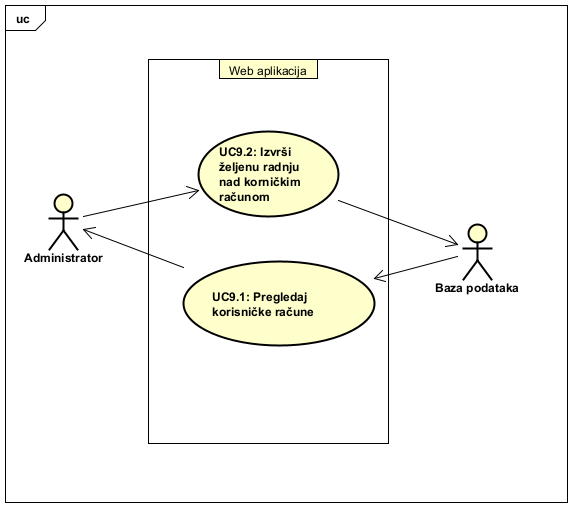 uc
Web aplikacija
UC9.2: Izvrši
željenu radnju
nad korničkim
računom
Administrator
Baza podataka
UC9.1: Pregledaj
korisničke račune